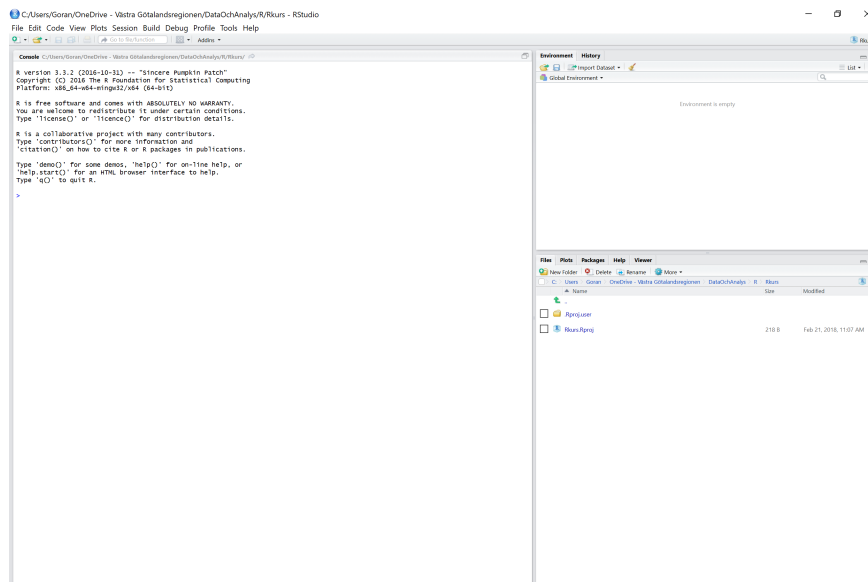 C:/Users/Goran/OneDrive - Västra Götalandsregionen/DataOchAnalys/R/Rkurs - RStudio
File Edit Code View Plots Session Build Debug Profile Tools Help
Go to file/function Addins Rku
Console C:/Users/Goran/OneDrive - Västra Götalandsregionen/DataOchAnalys/R/Rkurs/
R version 3.3.2 (2016-10-31) -- "Sincere Pumpkin Patch"
Copyright (C) 2016 The R Foundation for Statistical Computing
Platform: x86_64-w64-mingw32/x64 (64-bit)
R is free software and comes with ABSOLUTELY NO WARRANTY.
You are welcome to redistribute it under certain conditions.
Type 'license()' or 'licence()' for distribution details.
R is a collaborative project with many contributors.
Type 'contributors()' for more information and
'citation()' on how to cite R or R packages in publications.
Type 'demo()' for some demos, 'help()' for on-line help, or
'help.start()' for an HTML browser interface to help.
Type 'q()' to quit R.
>
Environment History
Import Dataset List
Global Environment
Environment is empty
Files Plots Packages Help Viewer
New Folder Delete Rename More
C: Users Goran OneDrive - Västra Götalandsregionen DataOchAnalys R Rkurs
Name Size Modified
..
.Rproj.user
Rkurs.Rproj 218 B Feb 21, 2018, 11:07 AM